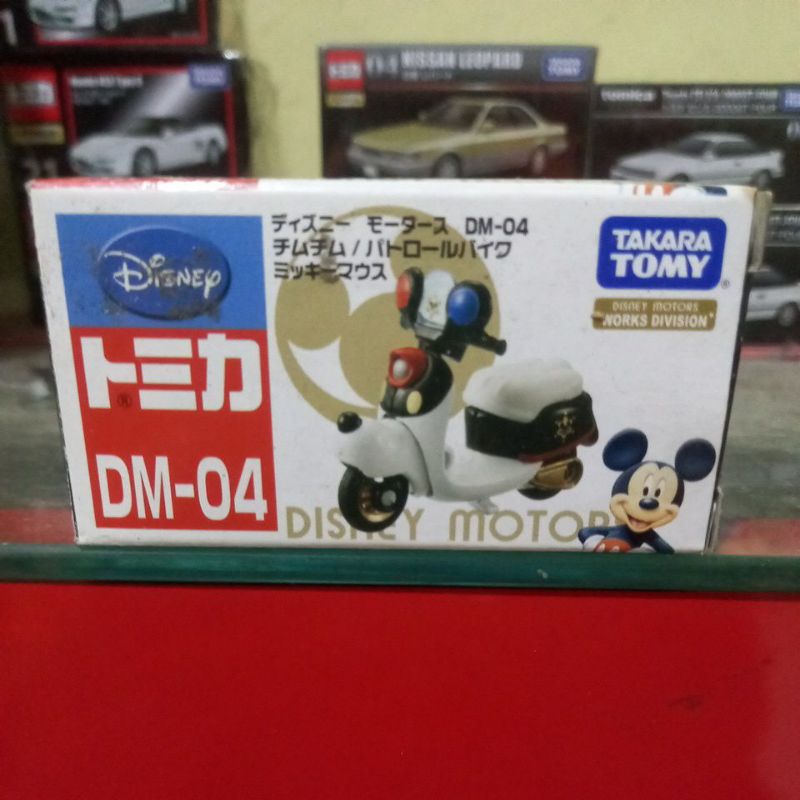 NISSAN LEOPARD
TAKARA
TOMY
ディズニー モータース DM-04
チムチム/パトロールバイク
ミッキーマウス
DISNEY
トミカ
DM-04
TAKARA
TOMY
DISNEY MOTORS
WORKS DIVISION
DISNEY MOTOR